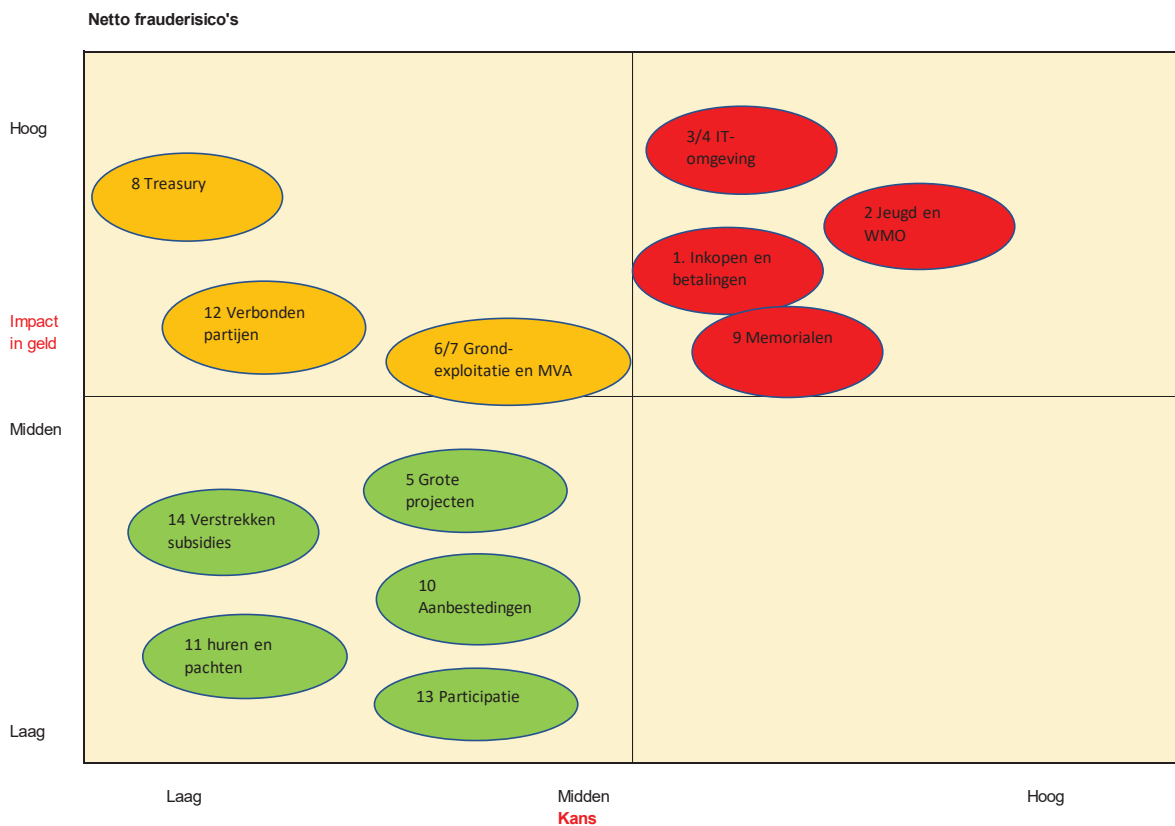 Netto frauderisico's
Hoog
3/4 IT-
omgeving
8 Treasury
2 Jeugd en
WMO
1. Inkopen en
betalingen
12 Verbonden
partijen
Impact
in geld
6/7 Grond-
exploitatie en MVA
9 Memorialen
Midden
5 Grote
projecten
14 Verstrekken
subsidies
10
Aanbestedingen
11 huren en
pachten
13 Participatie
Laag
Laag
Midden
Hoog
Kans